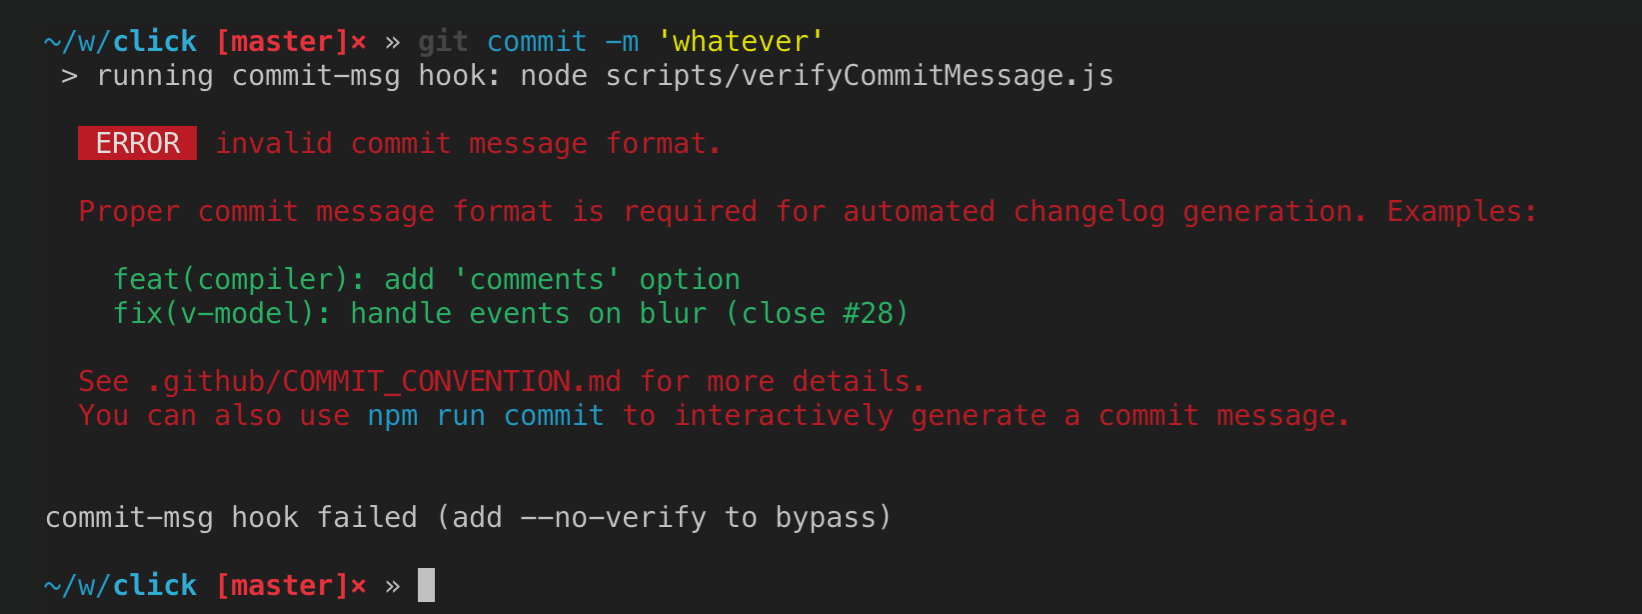 ~/w/click [master]× » git commit -m 'whatever'
> running commit-msg hook: node scripts/verifyCommitMessage.js
ERROR invalid commit message format.
Proper commit message format is required for automated changelog generation. Examples:
feat(compiler): add 'comments' option
fix(v-model): handle events on blur (close #28)
See .github/COMMIT_CONVENTION.md for more details.
You can also use npm run commit to interactively generate a commit message.
commit-msg hook failed (add --no-verify to bypass)
~/w/click [master]× »